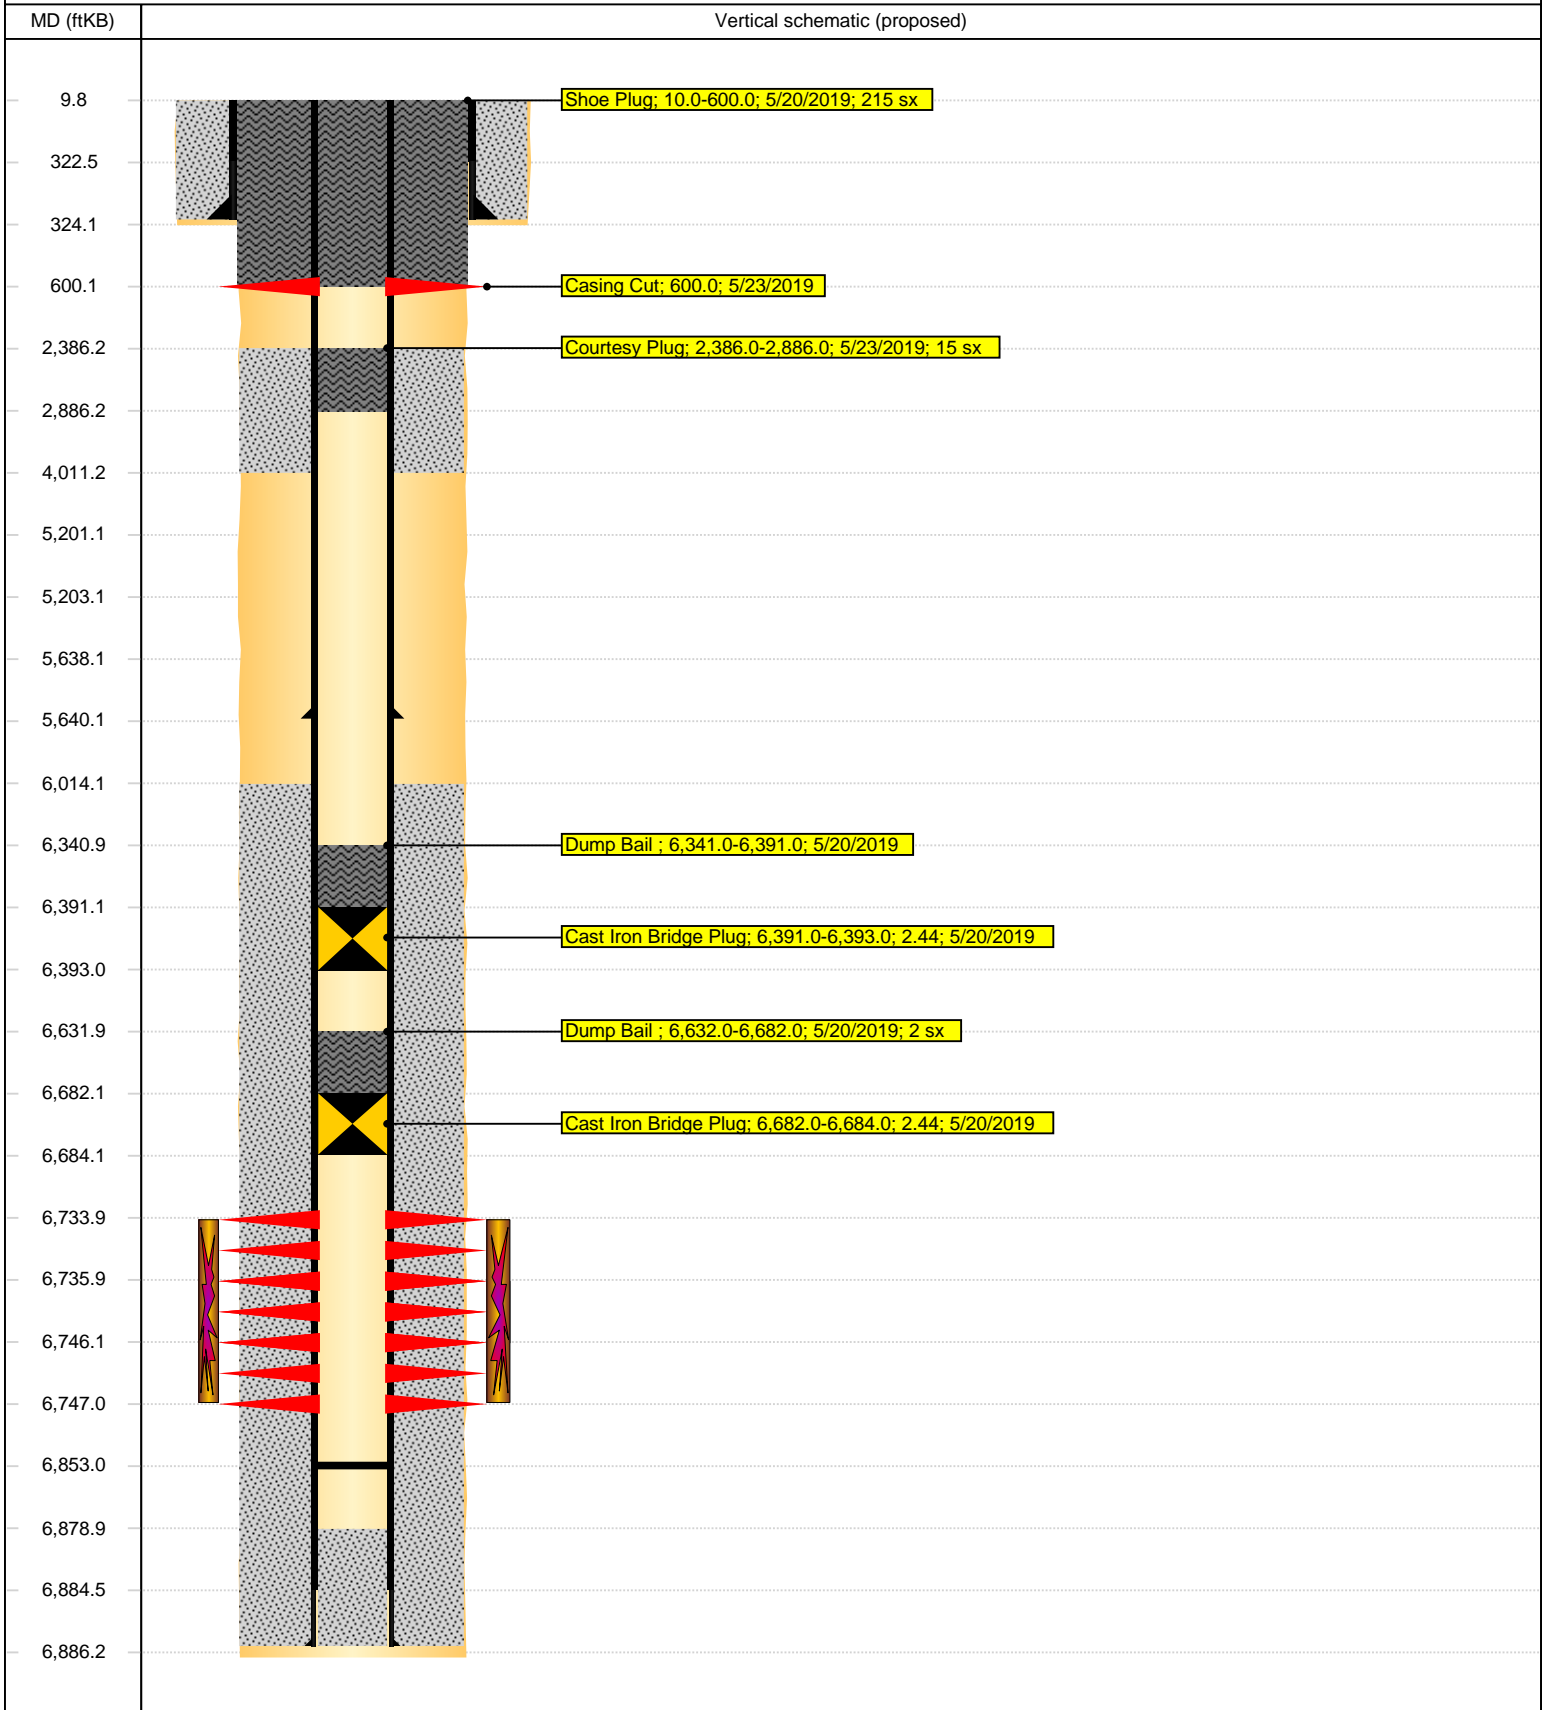 MD (ftKB) Vertical schematic (proposed)
9.8 Shoe Plug; 10.0-600.0; 5/20/2019; 215 sx
322.5
324.1
600.1 Casing Cut; 600.0; 5/23/2019
2,386.2 Courtesy Plug; 2,386.0-2,886.0; 5/23/2019; 15 sx
2,886.2
4,011.2
5,201.1
5,203.1
5,638.1
5,640.1
6,014.1
6,340.9 Dump Bail ; 6,341.0-6,391.0; 5/20/2019
6,391.1
Cast Iron Bridge Plug; 6,391.0-6,393.0; 2.44; 5/20/2019
6,393.0
6,631.9 Dump Bail ; 6,632.0-6,682.0; 5/20/2019; 2 sx
6,682.1
Cast Iron Bridge Plug; 6,682.0-6,684.0; 2.44; 5/20/2019
6,684.1
6,733.9
6,735.9
6,746.1
6,747.0
6,853.0
6,878.9
6,884.5
6,886.2